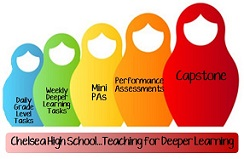 Daily
Grade
Level
Tasks
Weekly
Deeper
Learning
Tasks
Mini
PAs
Performance
Assessments
Capstone
Chelsea High School...Teaching for Deeper Learning